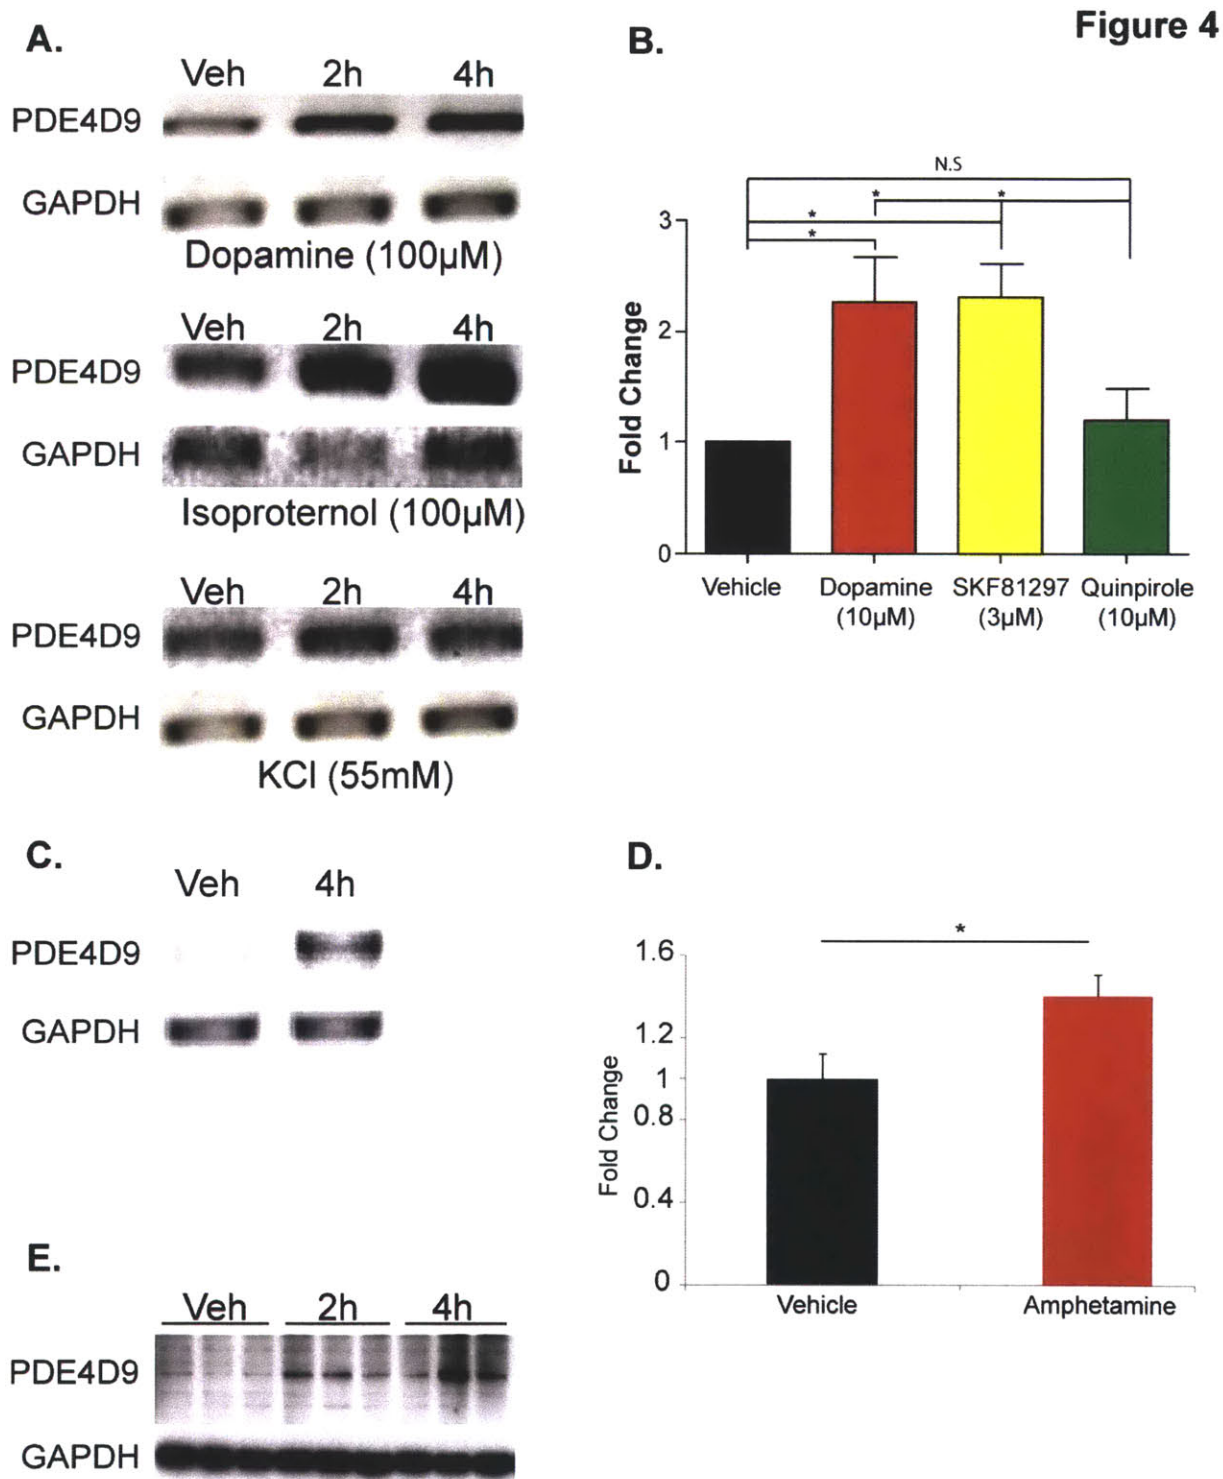 Figure 4
A.
Veh 2h 4h
PDE4D9
GAPDH
Dopamine (100µM)
Veh 2h 4h
PDE4D9
GAPDH
Isoproternol (100µM)
Veh 2h 4h
PDE4D9
GAPDH
KCl (55mM)
B.
N.S
* *
*
*
3
2
1
0
Fold Change
Vehicle Dopamine SKF81297 Quinpirole
(10µM) (3µM) (10µM)
C.
Veh 4h
PDE4D9
GAPDH
D.
*
1.6
1.2
1
0.8
0.4
0
Fold Change
Vehicle Amphetamine
E.
Veh 2h 4h
PDE4D9
GAPDH